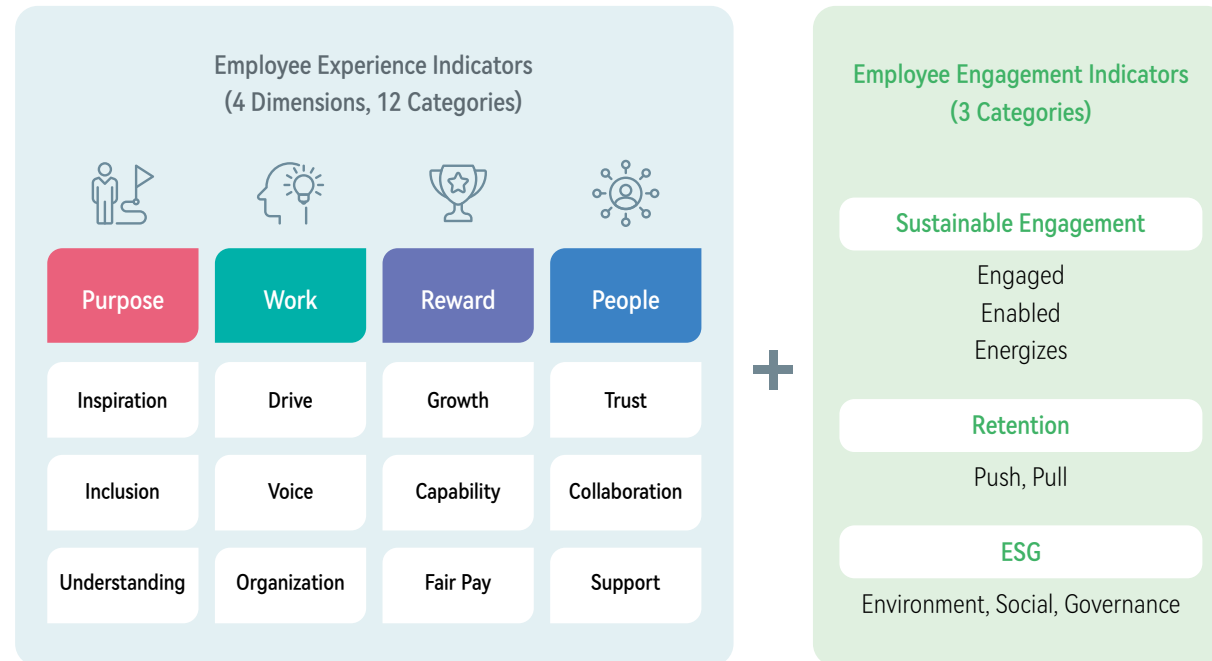 Employee Experience Indicators
(4 Dimensions, 12 Categories)
Purpose
Work
Reward
People
Inspiration
Drive
Growth
Trust
Inclusion
Voice
Capability
Collaboration
Understanding
Organization
Fair Pay
Support
+
Employee Engagement Indicators
(3 Categories)
Sustainable Engagement
Engaged
Enabled
Energizes
Retention
Push, Pull
ESG
Environment, Social, Governance